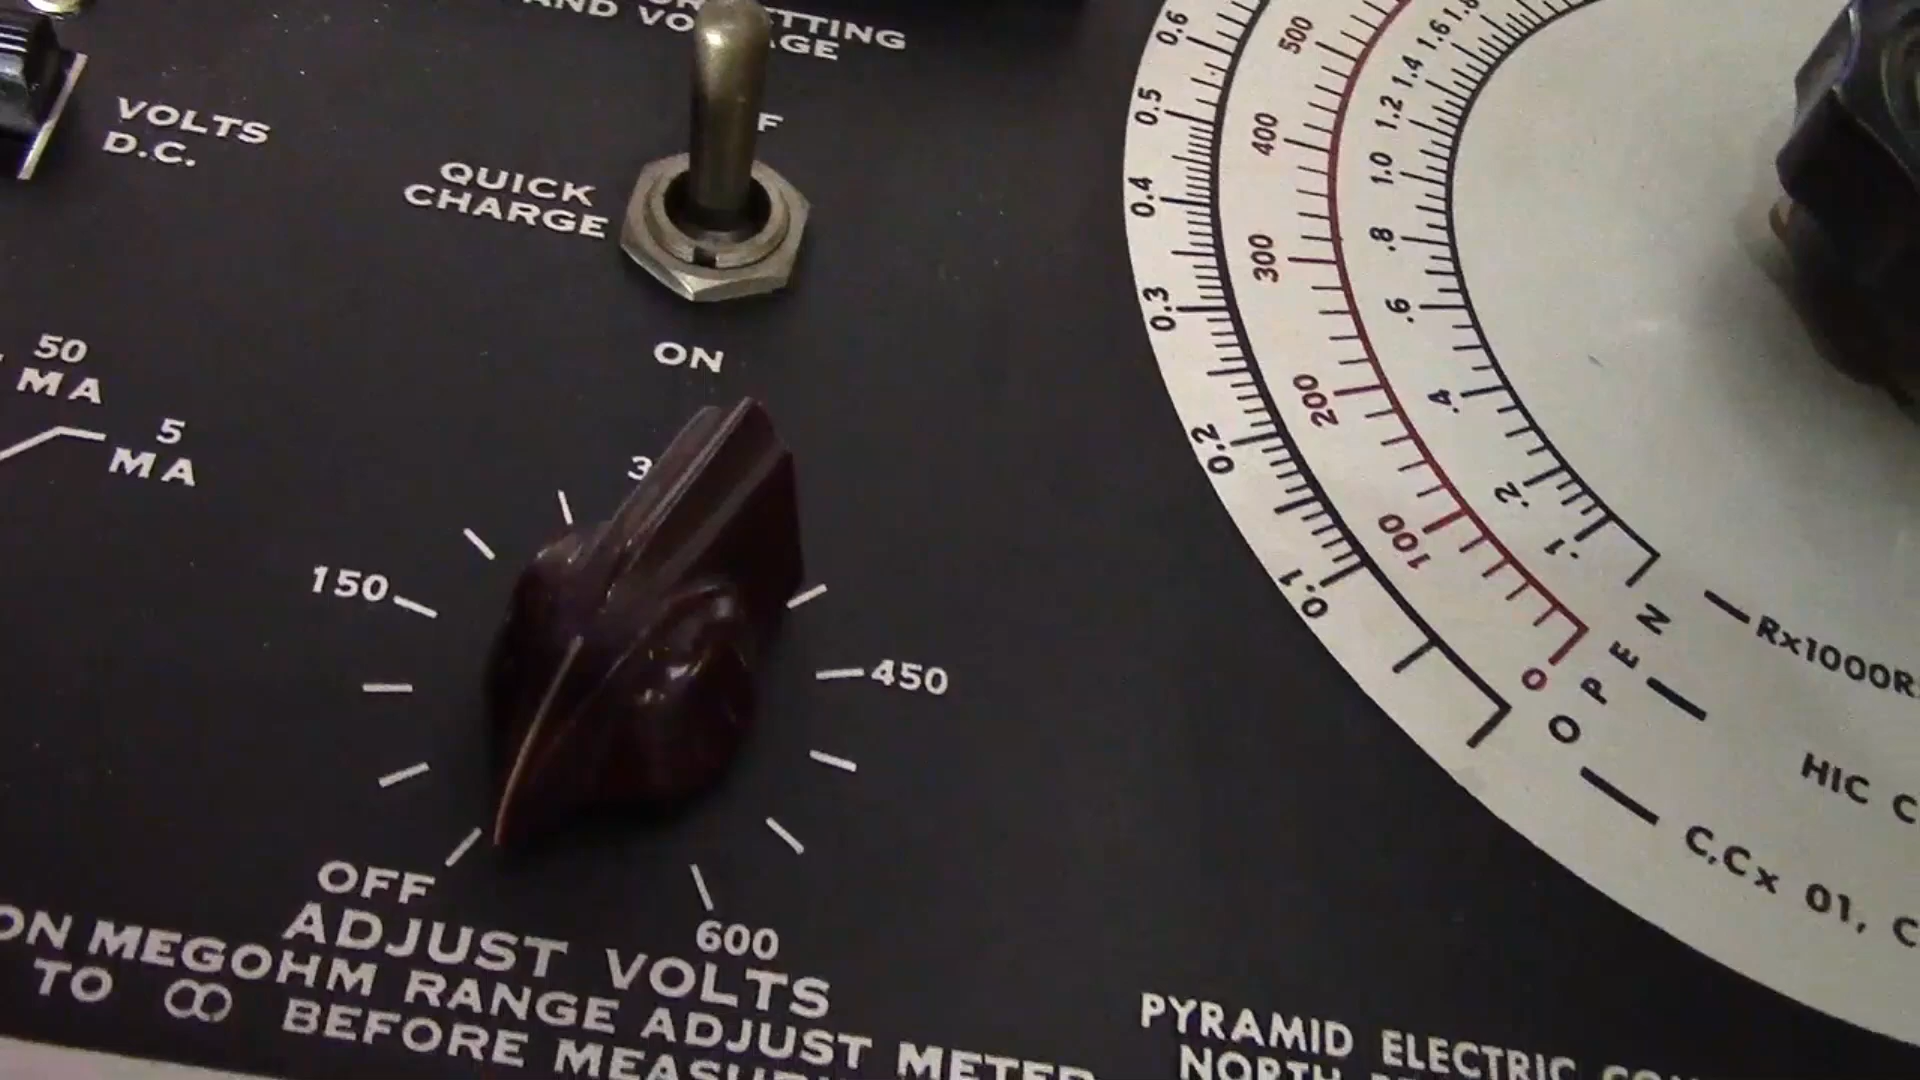 AND
AGE
VOLTS
D.C.
QUICK
CHARGE
ON
50
MA
5
MA
150
450
OFF
600
ADJUST VOLTS
ON MEGOHM RANGE ADJUST METER
TO ∞ BEFORE
0.6
0.5
0.4
0.3
0.2
0.1
500
400
300
200
100
0
1.6
1.4
1.2
1.0
.8
.6
.4
.2
.1
OPEN
Rx1000R
HIC C
C,Cx 01, C
PYRAMID ELECTRIC
NORTH